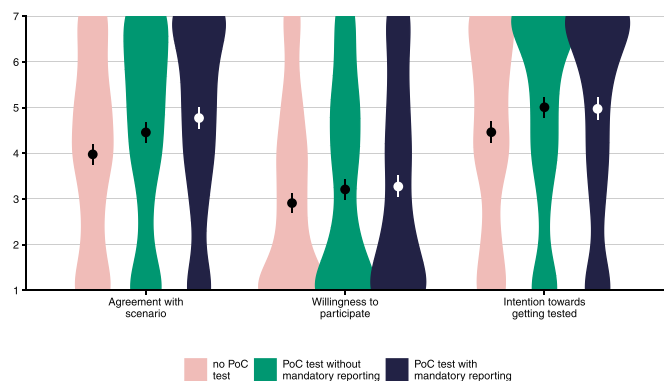 7
6
5
4
3
2
1
Agreement with
scenario
Willingness to
participate
Intention towards
getting tested
no PoC
test
PoC test without
mandatory reporting
PoC test with
mandatory reporting